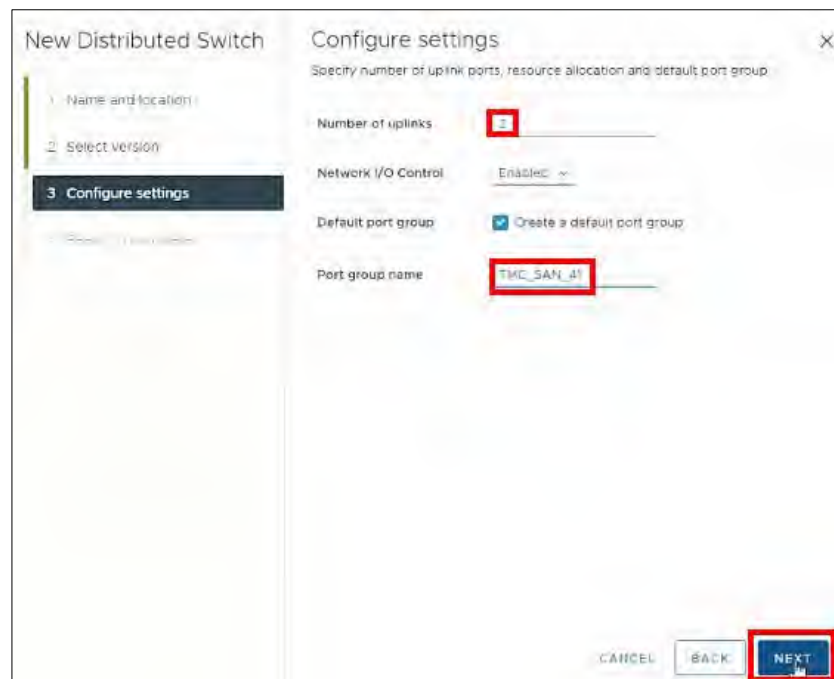 New Distributed Switch
1 Name and location
2 Select version
3 Configure settings
Configure settings
Specify number of uplink ports, resource allocation and default port group.
Number of uplinks
2
Network I/O Control
Enabled
Default port group
Create a default port group
Port group name
TMC_SAN_41
CANCEL
BACK
NEXT